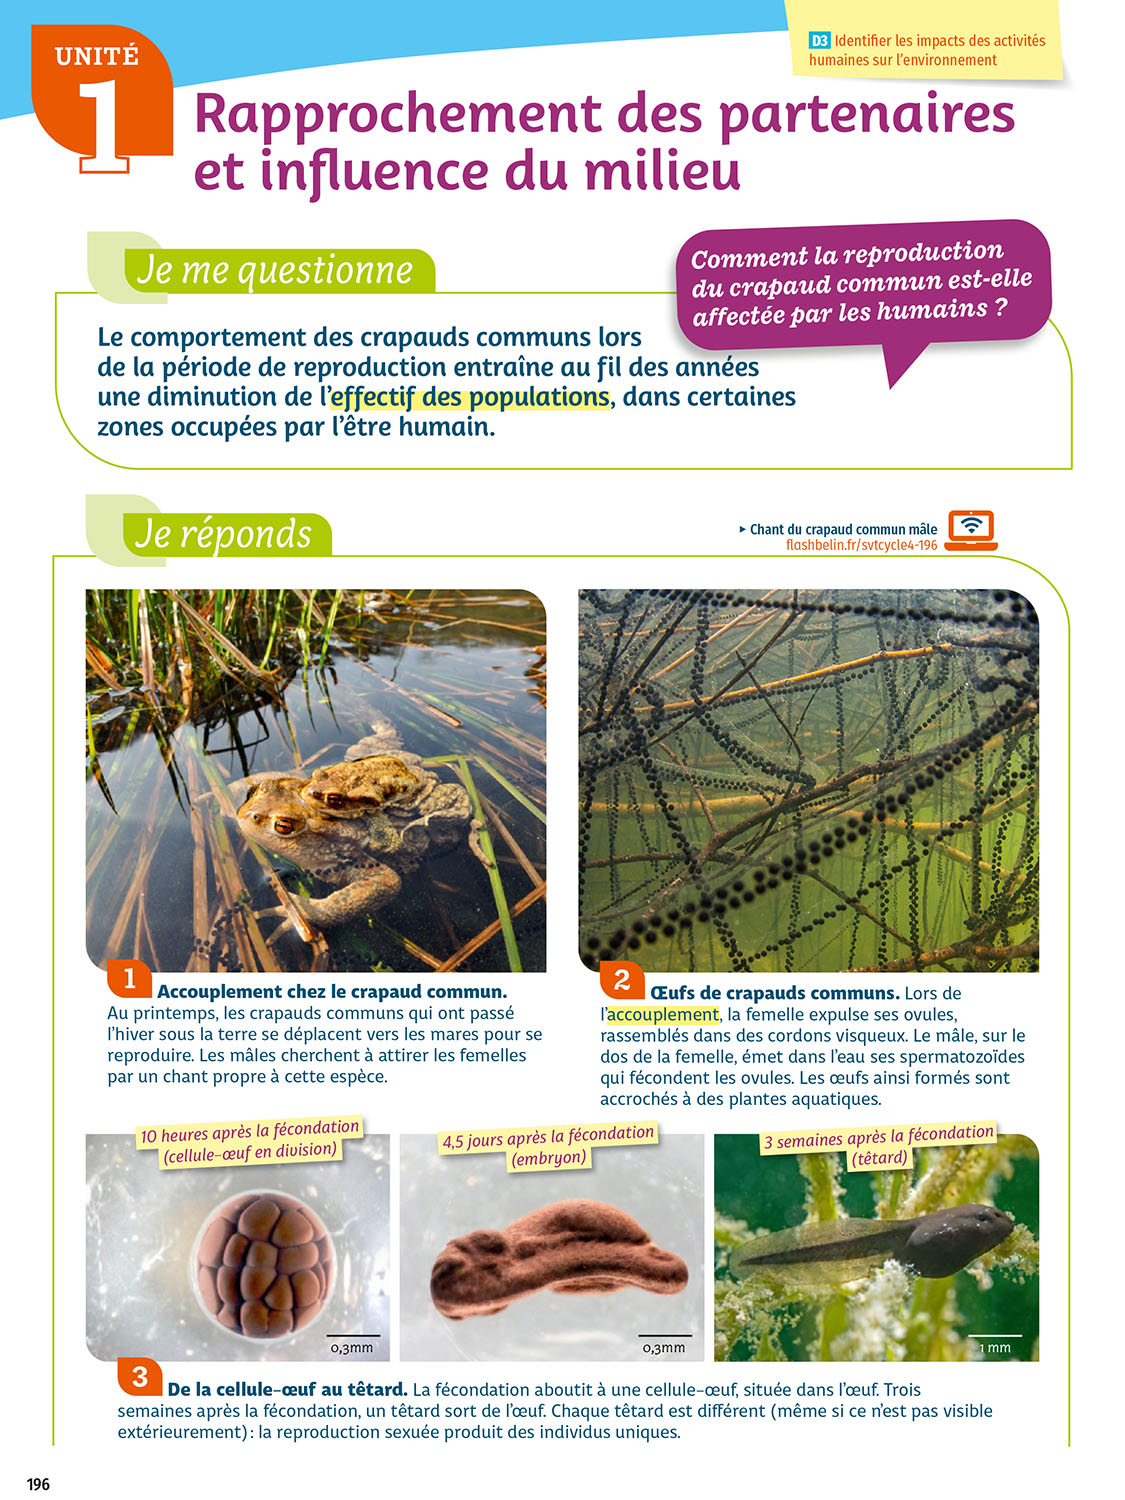 UNITÉ
1
D3 Identifier les impacts des activités
humaines sur l'environnement
Rapprochement des partenaires
et influence du milieu
Je me questionne
Comment la reproduction
du crapaud commun est-elle
affectée par les humains ?
Le comportement des crapauds communs lors
de la période de reproduction entraîne au fil des années
une diminution de l'effectif des populations, dans certaines
zones occupées par l'être humain.
Je réponds
▸ Chant du crapaud commun mâle
flashbelin.fr/svtcycle4-196
1 Accouplement chez le crapaud commun.
Au printemps, les crapauds communs qui ont passé
l'hiver sous la terre se déplacent vers les mares pour se
reproduire. Les mâles cherchent à attirer les femelles
par un chant propre à cette espèce.
2 Œufs de crapauds communs. Lors de
l'accouplement, la femelle expulse ses ovules,
rassemblés dans des cordons visqueux. Le mâle, sur le
dos de la femelle, émet dans l'eau ses spermatozoïdes
qui fécondent les ovules. Les œufs ainsi formés sont
accrochés à des plantes aquatiques.
10 heures après la fécondation
(cellule-œuf en division)
0,3mm
4,5 jours après la fécondation
(embryon)
0,3mm
3 semaines après la fécondation
(têtard)
1 mm
3 De la cellule-œuf au têtard. La fécondation aboutit à une cellule-œuf, située dans l'œuf. Trois
semaines après la fécondation, un têtard sort de l'œuf. Chaque têtard est différent (même si ce n'est pas visible
extérieurement) : la reproduction sexuée produit des individus uniques.
196